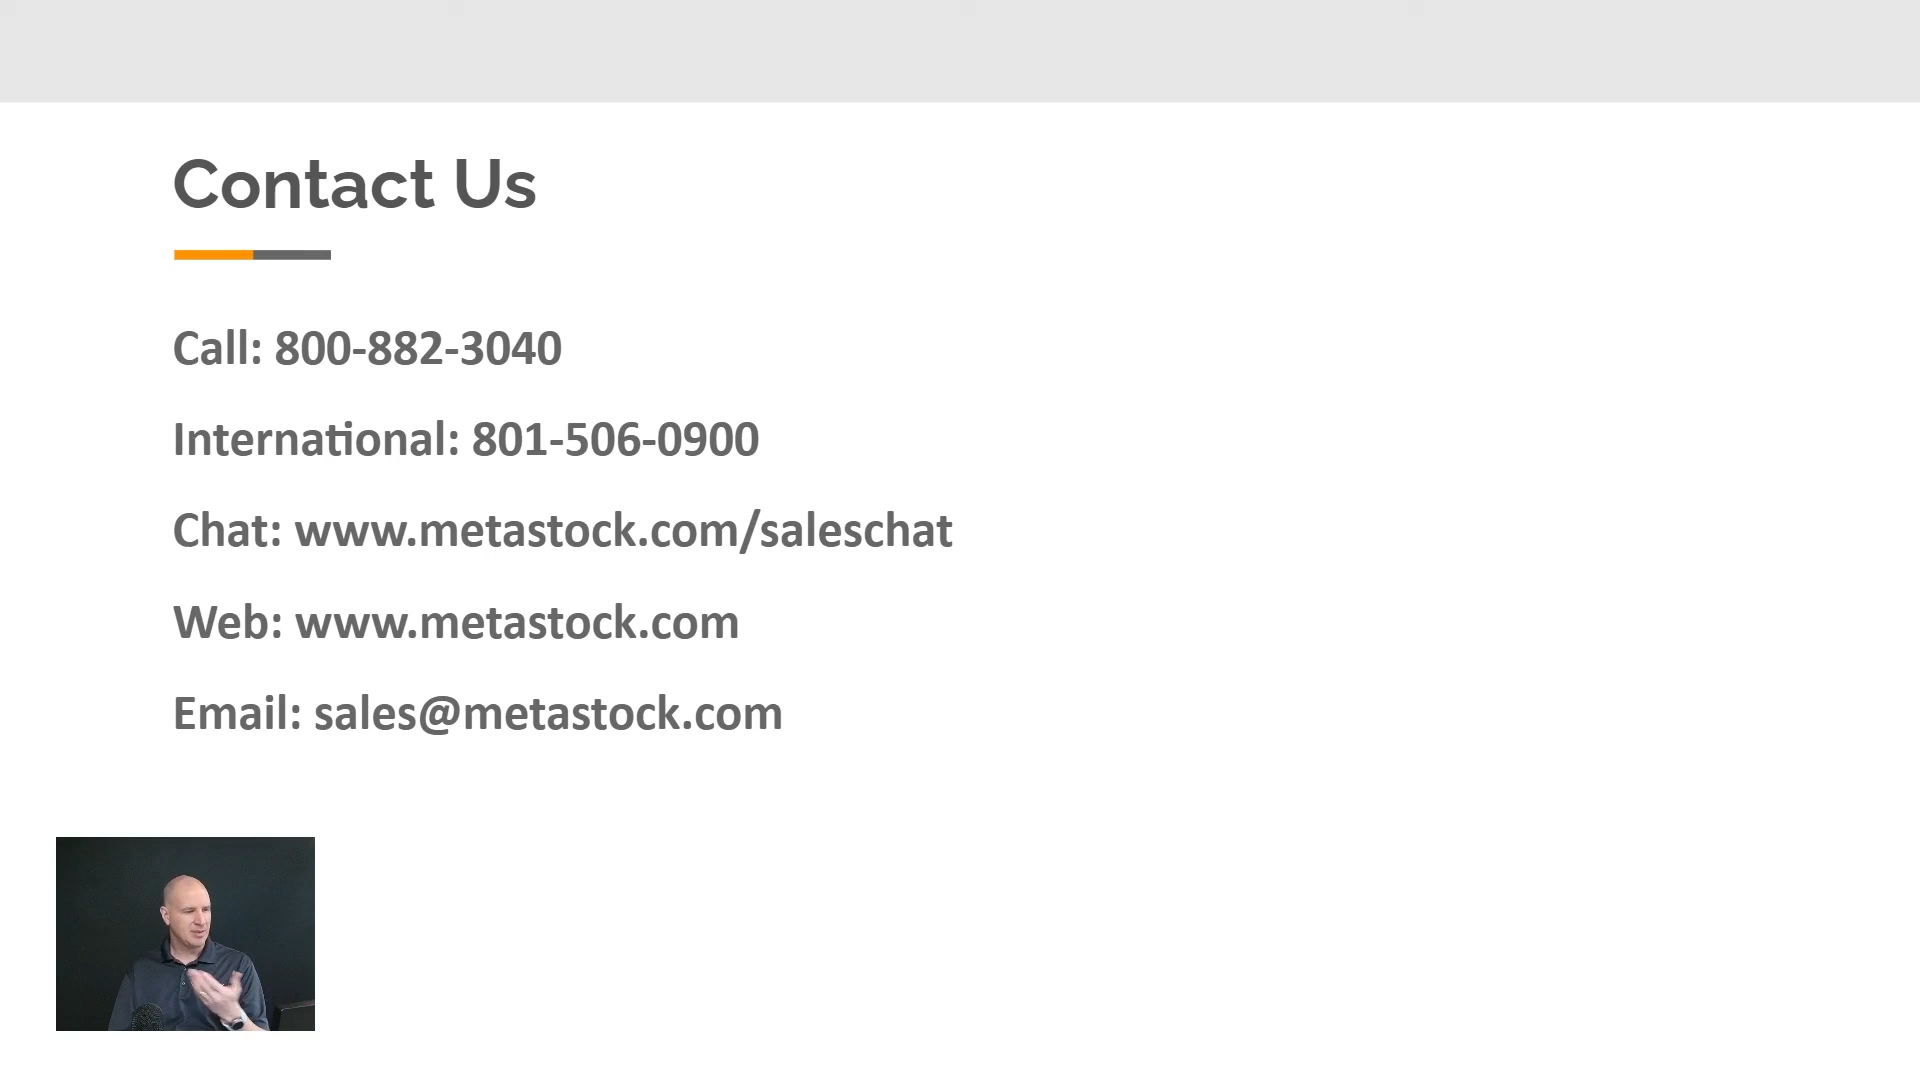 Contact Us
Call: 800-882-3040
International: 801-506-0900
Chat: www.metastock.com/saleschat
Web: www.metastock.com
Email: sales@metastock.com